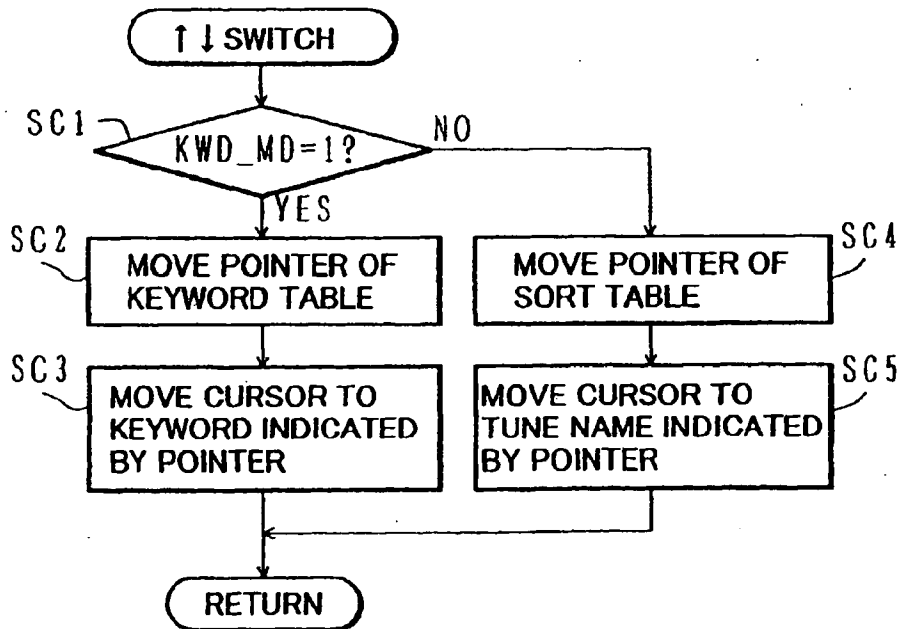 ↑ ↓ SWITCH
SC1
KWD_MD=1?
NO
YES
SC2
MOVE POINTER OF
KEYWORD TABLE
SC4
MOVE POINTER OF
SORT TABLE
SC3
MOVE CURSOR TO
KEYWORD INDICATED
BY POINTER
SC5
MOVE CURSOR TO
TUNE NAME INDICATED
BY POINTER
RETURN